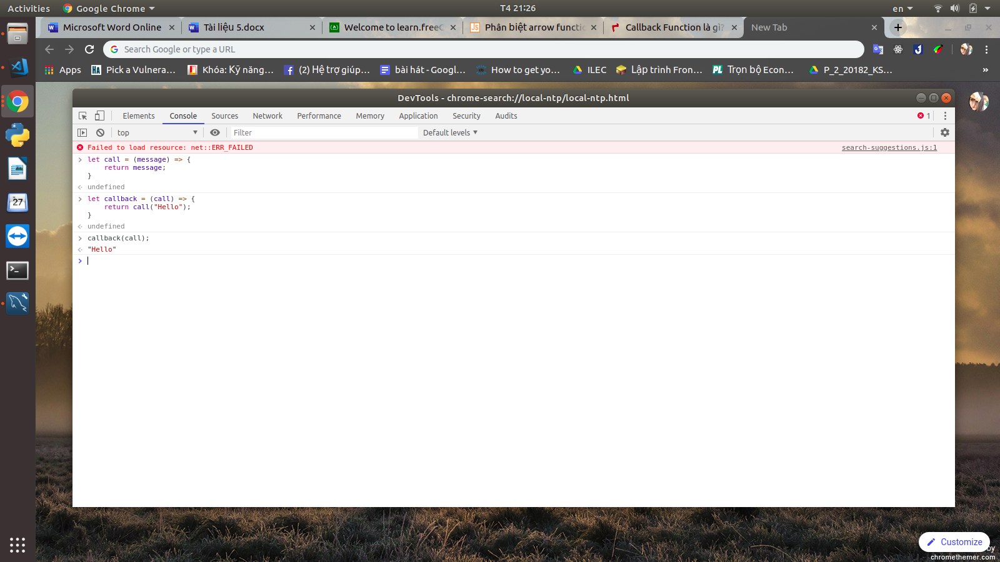 Activities
Google Chrome
T4 21:26
en
Microsoft Word Online
Tài liệu 5.docx
Welcome to learn.freeC
Phân biệt arrow functi
Callback Function là gì?
New Tab
Search Google or type a URL
Apps
Pick a Vulnera...
Khóa: Kỹ năng...
(2) Hệ trợ giúp...
bài hát - Googl...
How to get yo...
ILEC
Lập trình Fron...
Trọn bộ Econ...
P_2_20182_KS...
»
DevTools - chrome-search://local-ntp/local-ntp.html
Elements
Console
Sources
Network
Performance
Memory
Application
Security
Audits
1
top
Filter
Default levels
Failed to load resource: net::ERR_FAILED
search-suggestions.js:1
let call = (message) => {
return message;
}
undefined
let callback = (call) => {
return call("Hello");
}
undefined
callback(call);
"Hello"
27
Customize
by
chromethemer.com